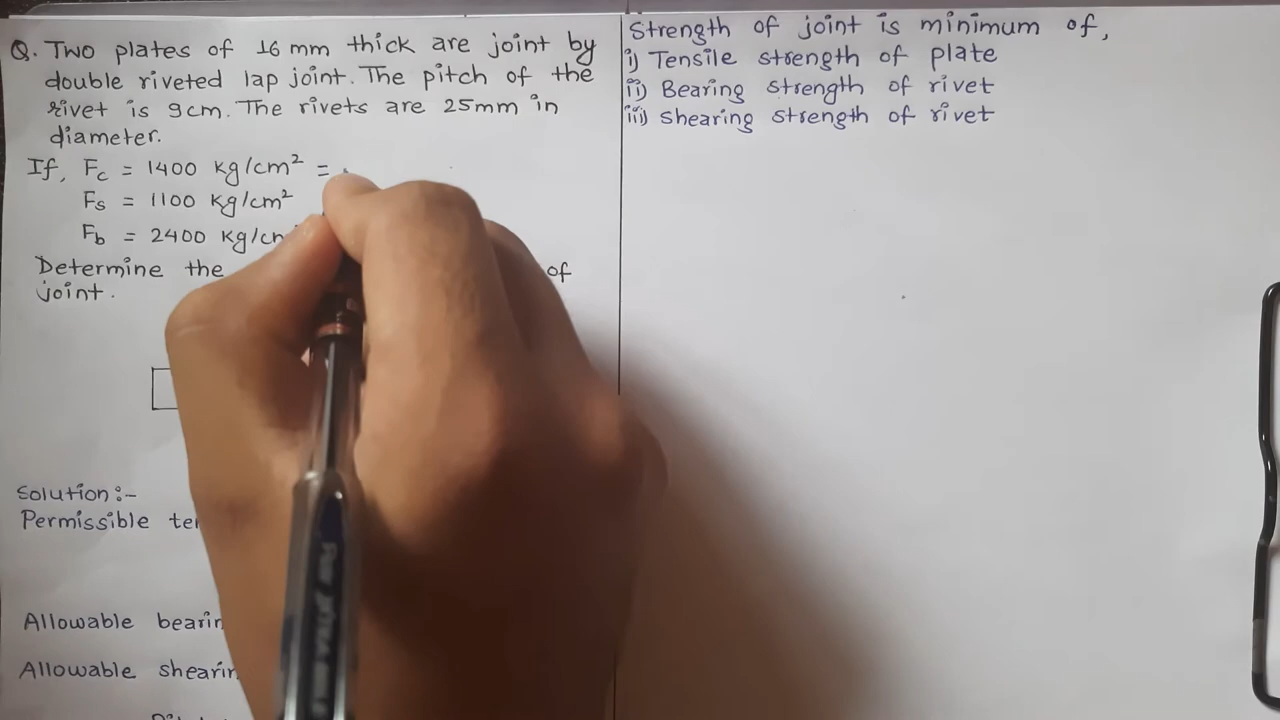 Q. Two plates of 16 mm thick are joint by
double riveted lap joint. The pitch of the
rivet is 9cm. The rivets are 25mm in
diameter.
If, Fc = 1400 kg/cm² =
Fs = 1100 kg/cm²
Fb = 2400 kg/cm
Determine the of
joint.
Solution:-
Permissible
Allowable
Allowable
Strength of joint is minimum of,
i) Tensile strength of plate
ii) Bearing strength of rivet
iii) shearing strength of rivet